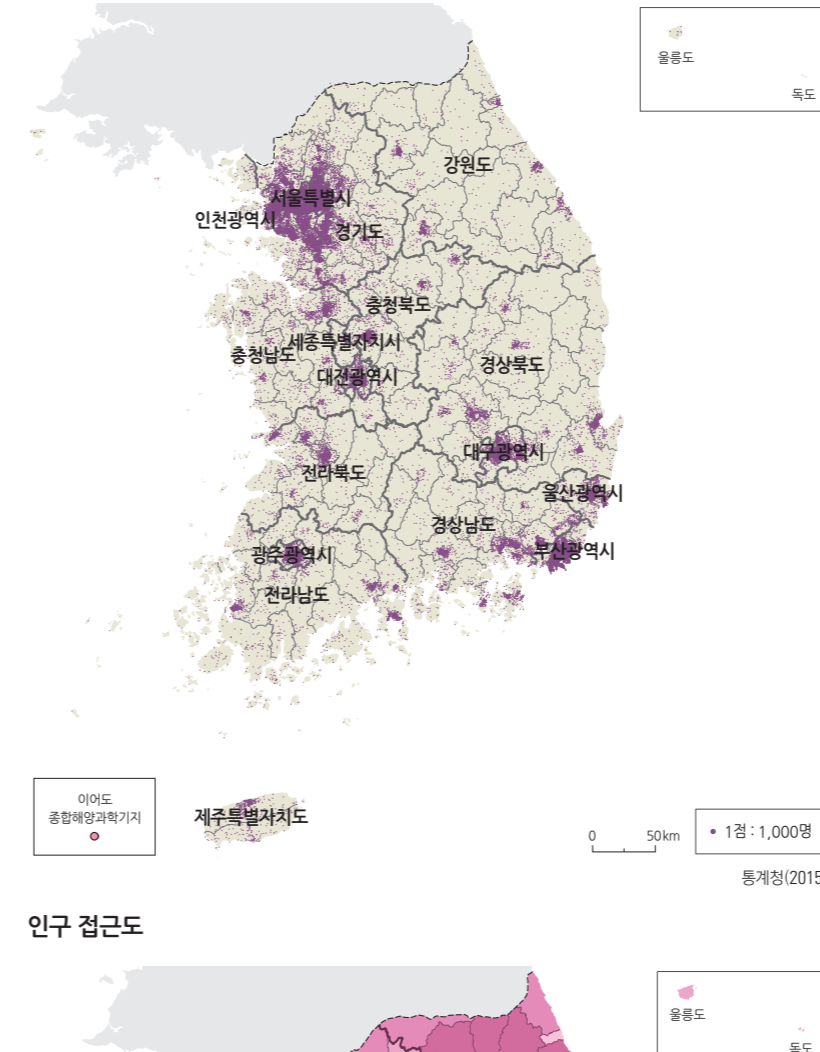 울릉도
독도
강원도
서울특별시
인천광역시
경기도
충청북도
세종특별자치시
충청남도
경상북도
대전광역시
대구광역시
전라북도
울산광역시
경상남도
광주광역시
부산광역시
전라남도
이어도
종합해양과학기지
제주특별자치도
0 50km
1점 : 1,000명
통계청(2015
인구 접근도
울릉도
독도